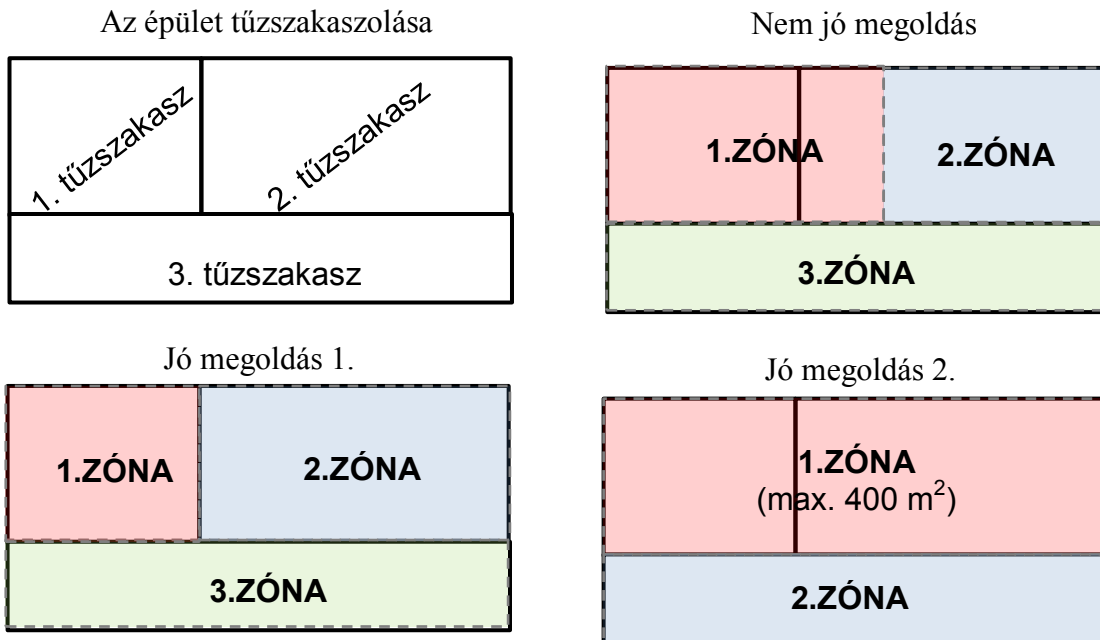 Az épület tűzszakaszolása
1. tűzszakasz
2. tűzszakasz
3. tűzszakasz
Nem jó megoldás
1.ZÓNA
2.ZÓNA
3.ZÓNA
Jó megoldás 1.
1.ZÓNA
2.ZÓNA
3.ZÓNA
Jó megoldás 2.
1.ZÓNA
(max. 400 m²)
2.ZÓNA